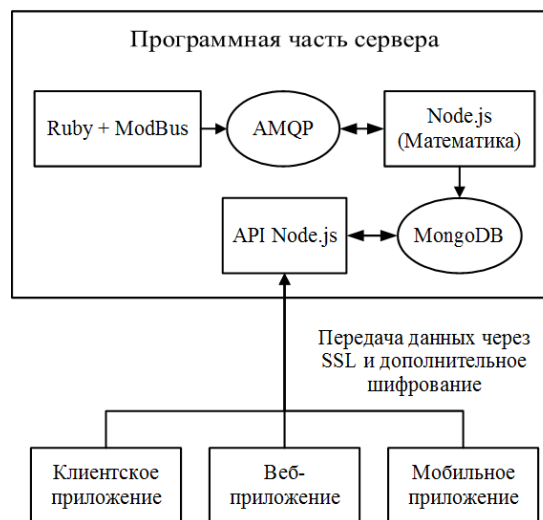 Программная часть сервера
Ruby + ModBus
AMQP
Node.js
(Математика)
API Node.js
MongoDB
Передача данных через
SSL и дополнительное
шифрование
Клиентское
приложение
Веб-
приложение
Мобильное
приложение